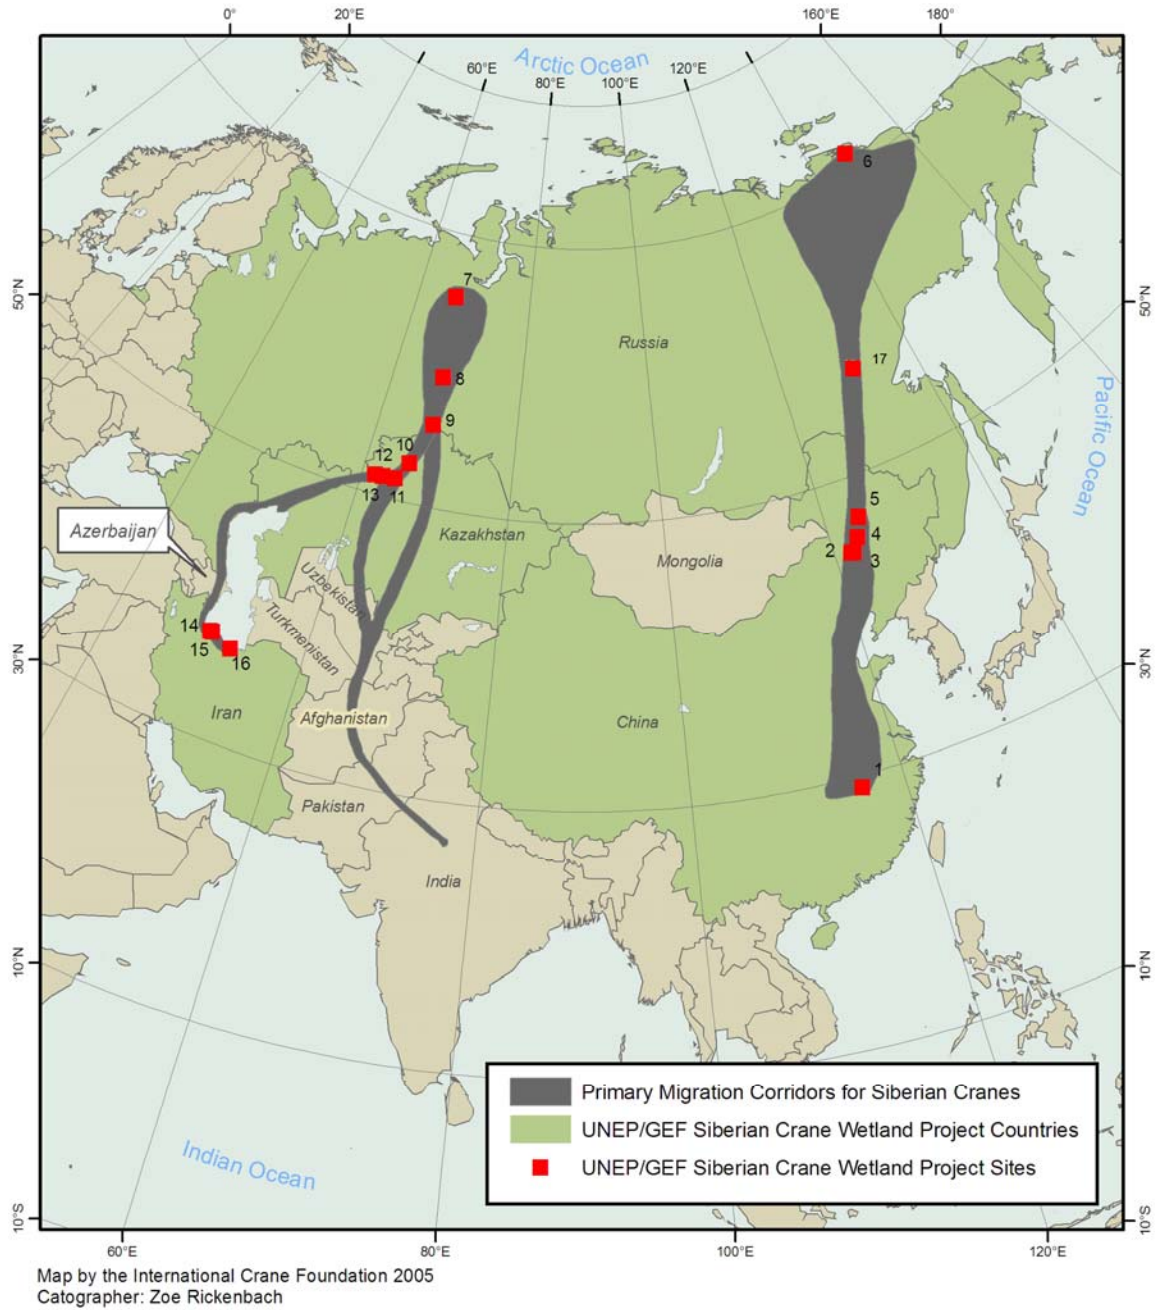 0°
20°E
160°E
180°
Arctic Ocean
60°E
120°E
80°E
100°E
6
50°N
50°N
7
Russia
17
8
Pacific Ocean
9
10
12
13
11
5
Azerbaijan
Kazakhstan
4
2
3
Mongolia
Uzbekistan
Turkmenistan
14
15
16
30°N
30°N
Iran
Afghanistan
China
1
Pakistan
India
10°N
10°N
Primary Migration Corridors for Siberian Cranes
UNEP/GEF Siberian Crane Wetland Project Countries
UNEP/GEF Siberian Crane Wetland Project Sites
Indian Ocean
10°S
10°S
60°E
80°E
100°E
120°E
Map by the International Crane Foundation 2005
Catographer: Zoe Rickenbach